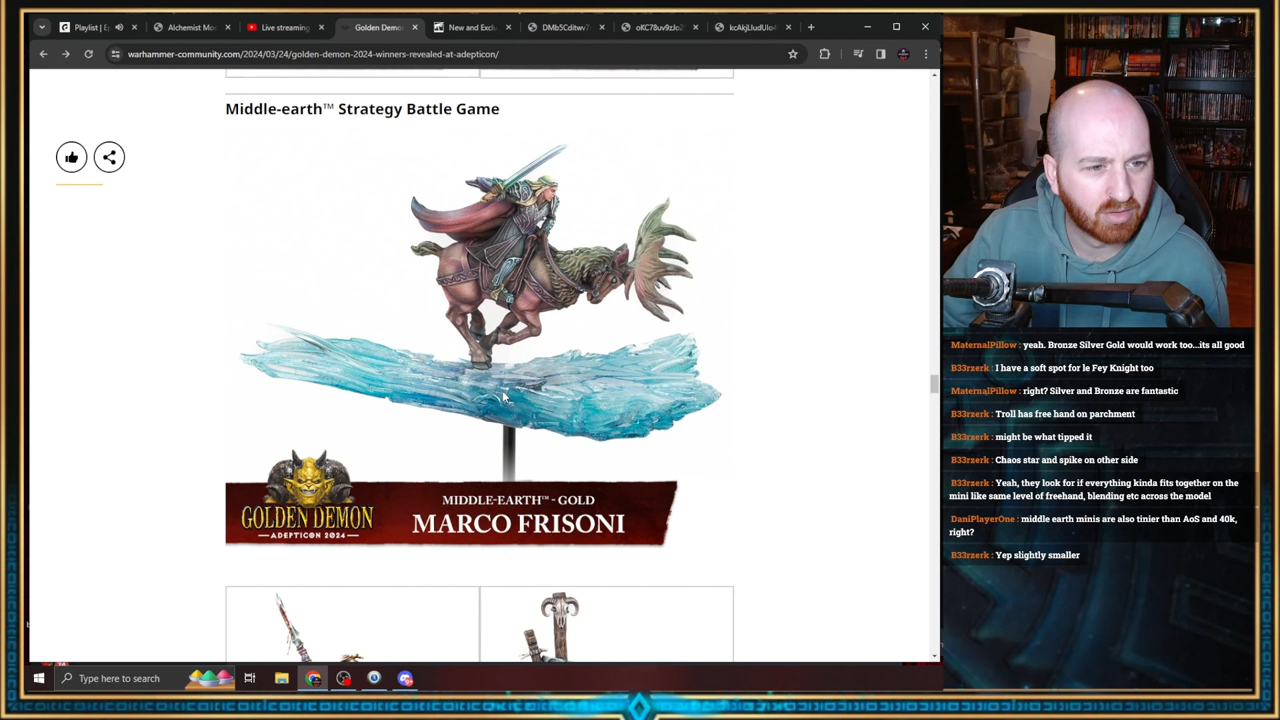 Playlist | E
Alchemist Mo
Live streaming
Golden Demo
New and Exclu
DMb5Cditwv7
oKC78uv9zJo2
kcAkjLludUIo4
warhammer-community.com/2024/03/24/golden-demon-2024-winners-revealed-at-adepticon/
Middle-earth™ Strategy Battle Game
GOLDEN DEMON
ADEPTICON 2024
MIDDLE-EARTH™ - GOLD
MARCO FRISONI
Type here to search
MaternalPillow : yeah. Bronze Silver Gold would work too...its all good
B33rzerk : I have a soft spot for le Fey Knight too
MaternalPillow : right? Silver and Bronze are fantastic
B33rzerk : Troll has free hand on parchment
B33rzerk : might be what tipped it
B33rzerk : Chaos star and spike on other side
B33rzerk : Yeah, they look for if everything kinda fits together on the
mini like same level of freehand, blending etc across the model
DaniPlayerOne : middle earth minis are also tinier than AoS and 40k,
right?
B33rzerk : Yep slightly smaller